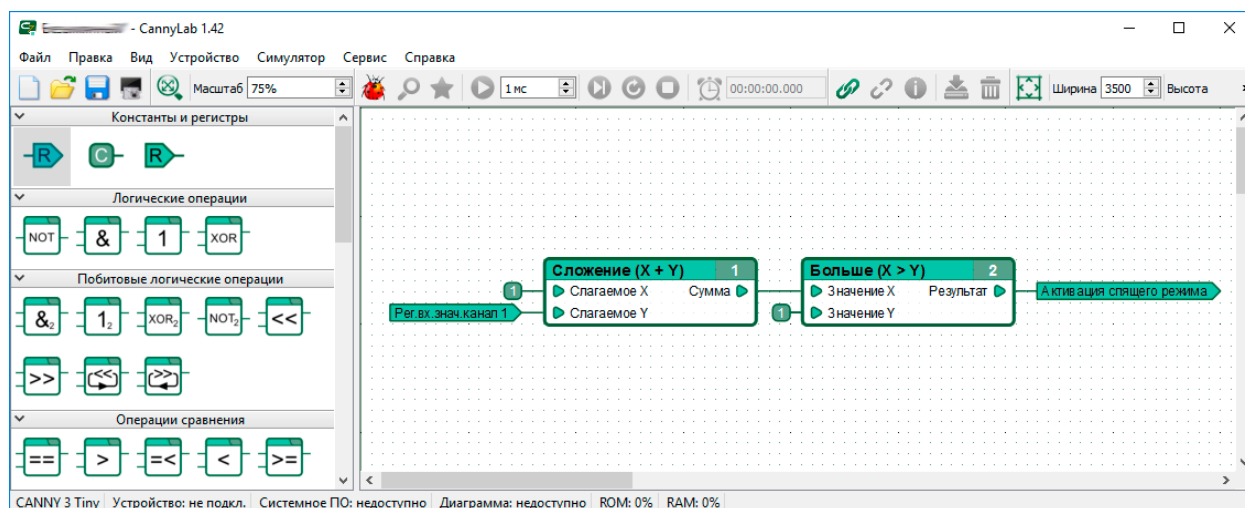 - CannyLab 1.42
Файл Правка Вид Устройство Симулятор Сервис Справка
Масштаб 75% 1 мс 00:00:00.000 Ширина 3500 Высота
Константы и регистры
R C R
Логические операции
NOT & 1 XOR
Побитовые логические операции
&2 12 XOR2 NOT2 <<
>> << >>
Операции сравнения
== > =< < >=
Сложение (X + Y) 1
1 Слагаемое X Сумма
Рег.вх.знач.канал 1 Слагаемое Y
Больше (X > Y) 2
Значение X Результат Активация спящего режима
1 Значение Y
CANNY 3 Tiny Устройство: не подкл. Системное ПО: недоступно Диаграмма: недоступно ROM: 0% RAM: 0%